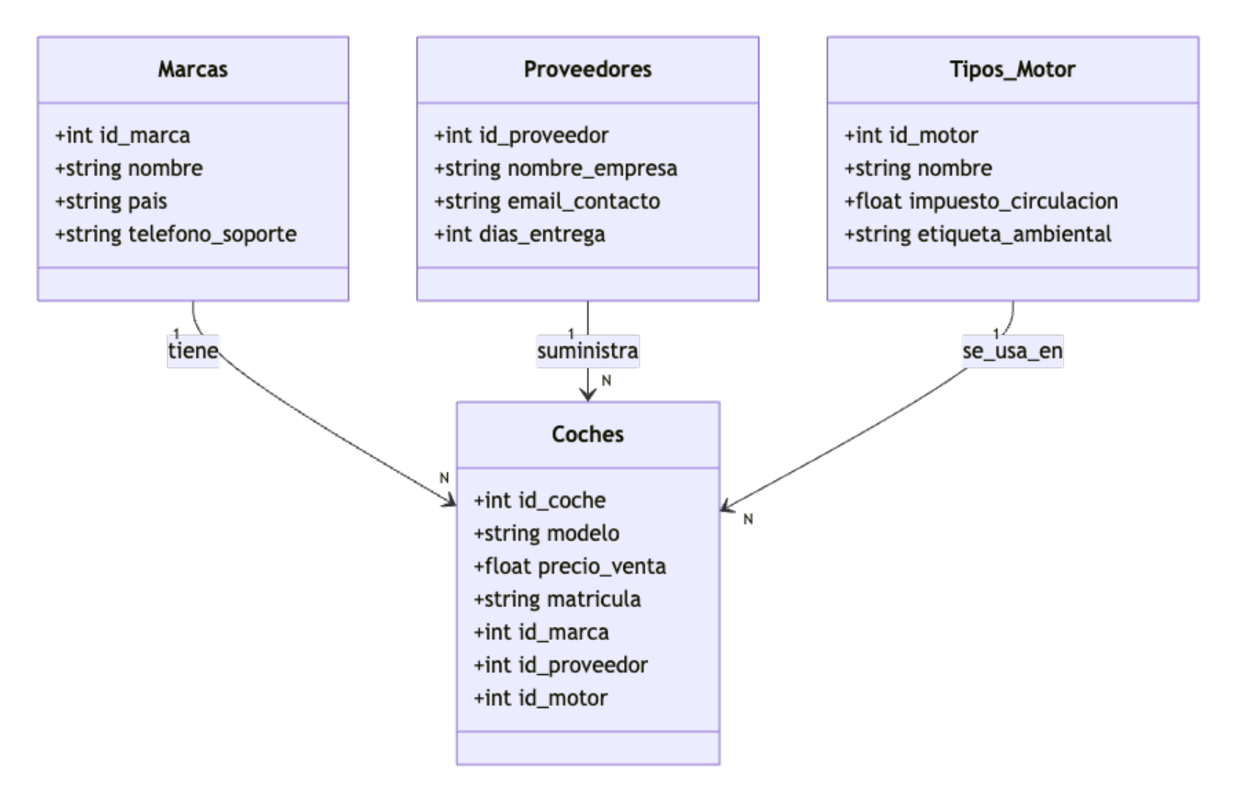 Marcas
+int id_marca
+string nombre
+string pais
+string telefono_soporte
Proveedores
+int id_proveedor
+string nombre_empresa
+string email_contacto
+int dias_entrega
Tipos_Motor
+int id_motor
+string nombre
+float impuesto_circulacion
+string etiqueta_ambiental
1
tiene
N
1
suministra
N
1
se_usa_en
N
Coches
+int id_coche
+string modelo
+float precio_venta
+string matricula
+int id_marca
+int id_proveedor
+int id_motor